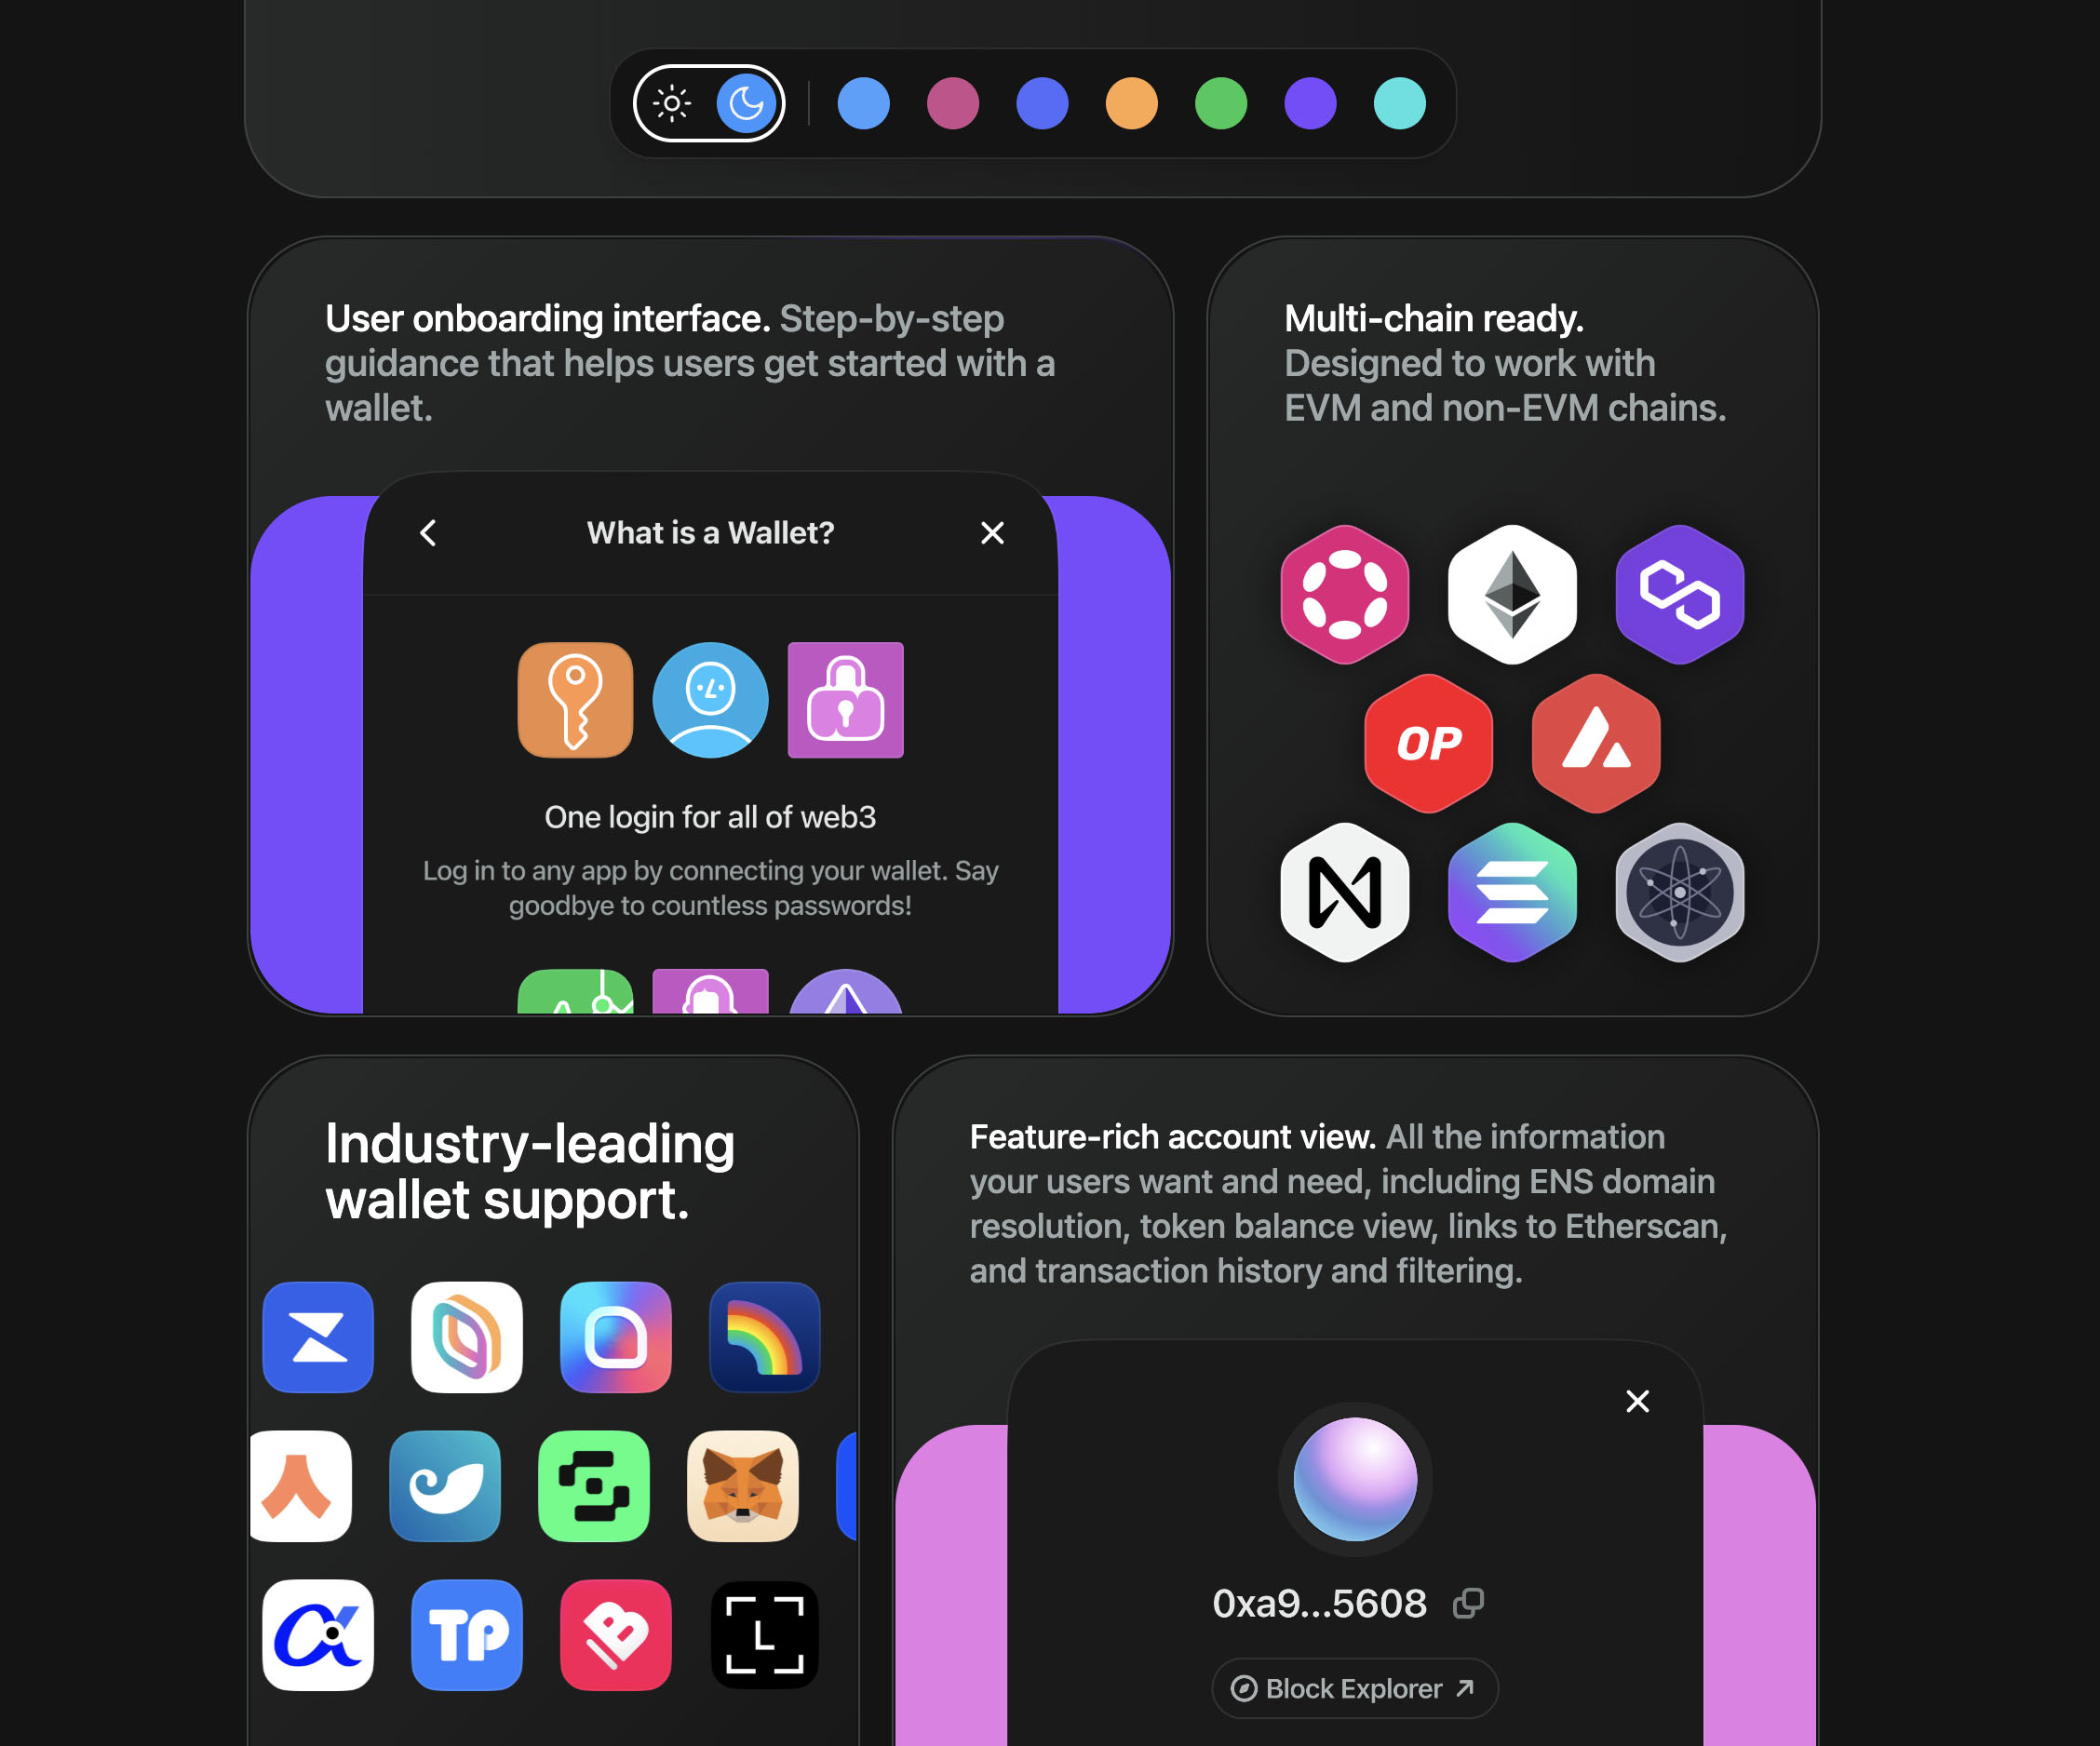 User onboarding interface. Step-by-step
guidance that helps users get started with a
wallet.
Multi-chain ready.
Designed to work with
EVM and non-EVM chains.
What is a Wallet?
OP
One login for all of web3
Log in to any app by connecting your wallet. Say
goodbye to countless passwords!
Industry-leading
wallet support.
Feature-rich account view. All the information
your users want and need, including ENS domain
resolution, token balance view, links to Etherscan,
and transaction history and filtering.
TP
B
L
0xa9...5608
Block Explorer